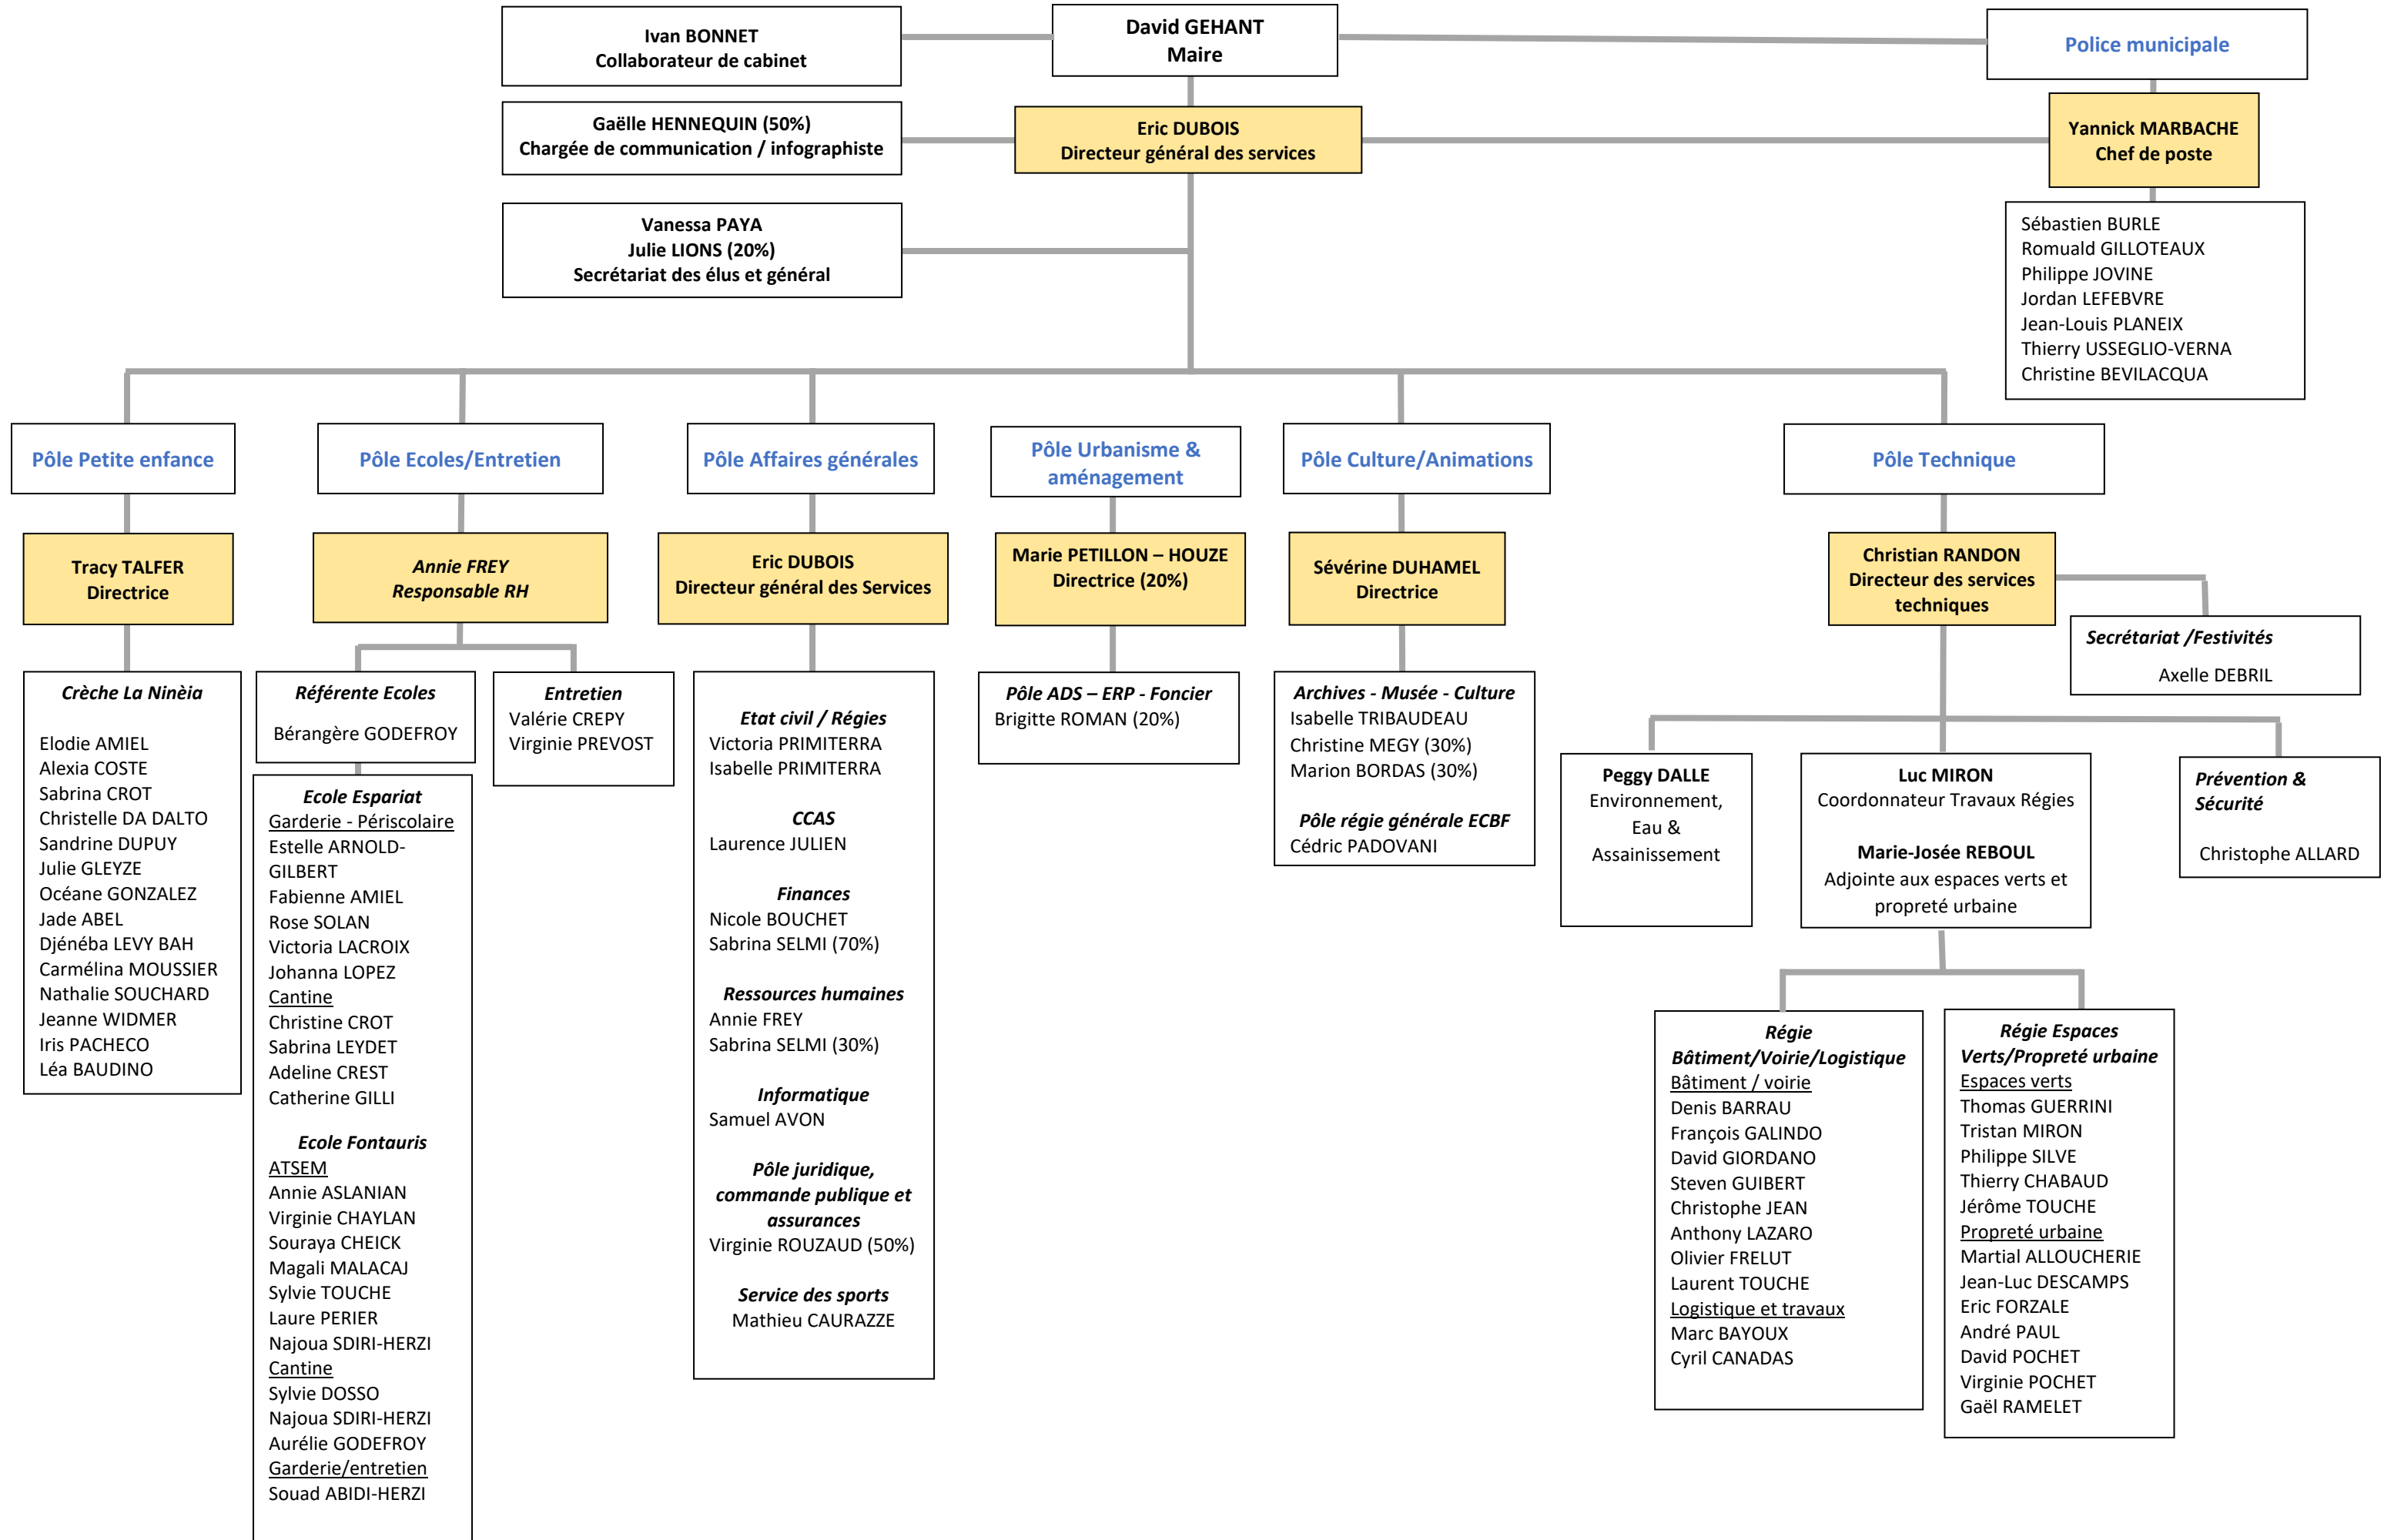 Ivan BONNET
Collaborateur de cabinet
David GEHANT
Maire
Police municipale
Gaëlle HENNEQUIN (50%)
Chargée de communication / infographiste
Eric DUBOIS
Directeur général des services
Yannick MARBACHE
Chef de poste
Vanessa PAYA
Julie LIONS (20%)
Secrétariat des élus et général
Sébastien BURLE
Romuald GILLOTEAUX
Philippe JOVINE
Jordan LEFEBVRE
Jean-Louis PLANEIX
Thierry USSEGLIO-VERNA
Christine BEVILACQUA
Pôle Petite enfance
Tracy TALFER
Directrice
Crèche La Ninèia
Elodie AMIEL
Alexia COSTE
Sabrina CROT
Christelle DA DALTO
Sandrine DUPUY
Julie GLEYZE
Océane GONZALEZ
Jade ABEL
Djénéba LEVY BAH
Carmélina MOUSSIER
Nathalie SOUCHARD
Jeanne WIDMER
Iris PACHECO
Léa BAUDINO
Pôle Ecoles/Entretien
Annie FREY
Responsable RH
Référente Ecoles
Bérangère GODEFROY
Entretien
Valérie CREPY
Virginie PREVOST
Ecole Espariat
Garderie - Périscolaire
Estelle ARNOLD-
GILBERT
Fabienne AMIEL
Rose SOLAN
Victoria LACROIX
Johanna LOPEZ
Cantine
Christine CROT
Sabrina LEYDET
Adeline CREST
Catherine GILLI
Ecole Fontauris
ATSEM
Annie ASLANIAN
Virginie CHAYLAN
Souraya CHEICK
Magali MALACAJ
Sylvie TOUCHE
Laure PERIER
Najoua SDIRI-HERZI
Cantine
Sylvie DOSSO
Najoua SDIRI-HERZI
Aurélie GODEFROY
Garderie/entretien
Souad ABIDI-HERZI
Pôle Affaires générales
Eric DUBOIS
Directeur général des Services
Etat civil / Régies
Victoria PRIMITERRA
Isabelle PRIMITERRA
CCAS
Laurence JULIEN
Finances
Nicole BOUCHET
Sabrina SELMI (70%)
Ressources humaines
Annie FREY
Sabrina SELMI (30%)
Informatique
Samuel AVON
Pôle juridique,
commande publique et
assurances
Virginie ROUZAUD (50%)
Service des sports
Mathieu CAURAZZE
Pôle Urbanisme &
aménagement
Marie PETILLON – HOUZE
Directrice (20%)
Pôle ADS – ERP - Foncier
Brigitte ROMAN (20%)
Pôle Culture/Animations
Sévérine DUHAMEL
Directrice
Archives - Musée - Culture
Isabelle TRIBAUDEAU
Christine MEGY (30%)
Marion BORDAS (30%)
Pôle régie générale ECBF
Cédric PADOVANI
Pôle Technique
Christian RANDON
Directeur des services
techniques
Secrétariat /Festivités
Axelle DEBRIL
Peggy DALLE
Environnement,
Eau &
Assainissement
Luc MIRON
Coordonnateur Travaux Régies
Marie-Josée REBOUL
Adjointe aux espaces verts et
propreté urbaine
Prévention &
Sécurité
Christophe ALLARD
Régie
Bâtiment/Voirie/Logistique
Bâtiment / voirie
Denis BARRAU
François GALINDO
David GIORDANO
Steven GUIBERT
Christophe JEAN
Anthony LAZARO
Olivier FRELUT
Laurent TOUCHE
Logistique et travaux
Marc BAYOUX
Cyril CANADAS
Régie Espaces
Verts/Propreté urbaine
Espaces verts
Thomas GUERRINI
Tristan MIRON
Philippe SILVE
Thierry CHABAUD
Jérôme TOUCHE
Propreté urbaine
Martial ALLOUCHERIE
Jean-Luc DESCAMPS
Eric FORZALE
André PAUL
David POCHET
Virginie POCHET
Gaël RAMELET